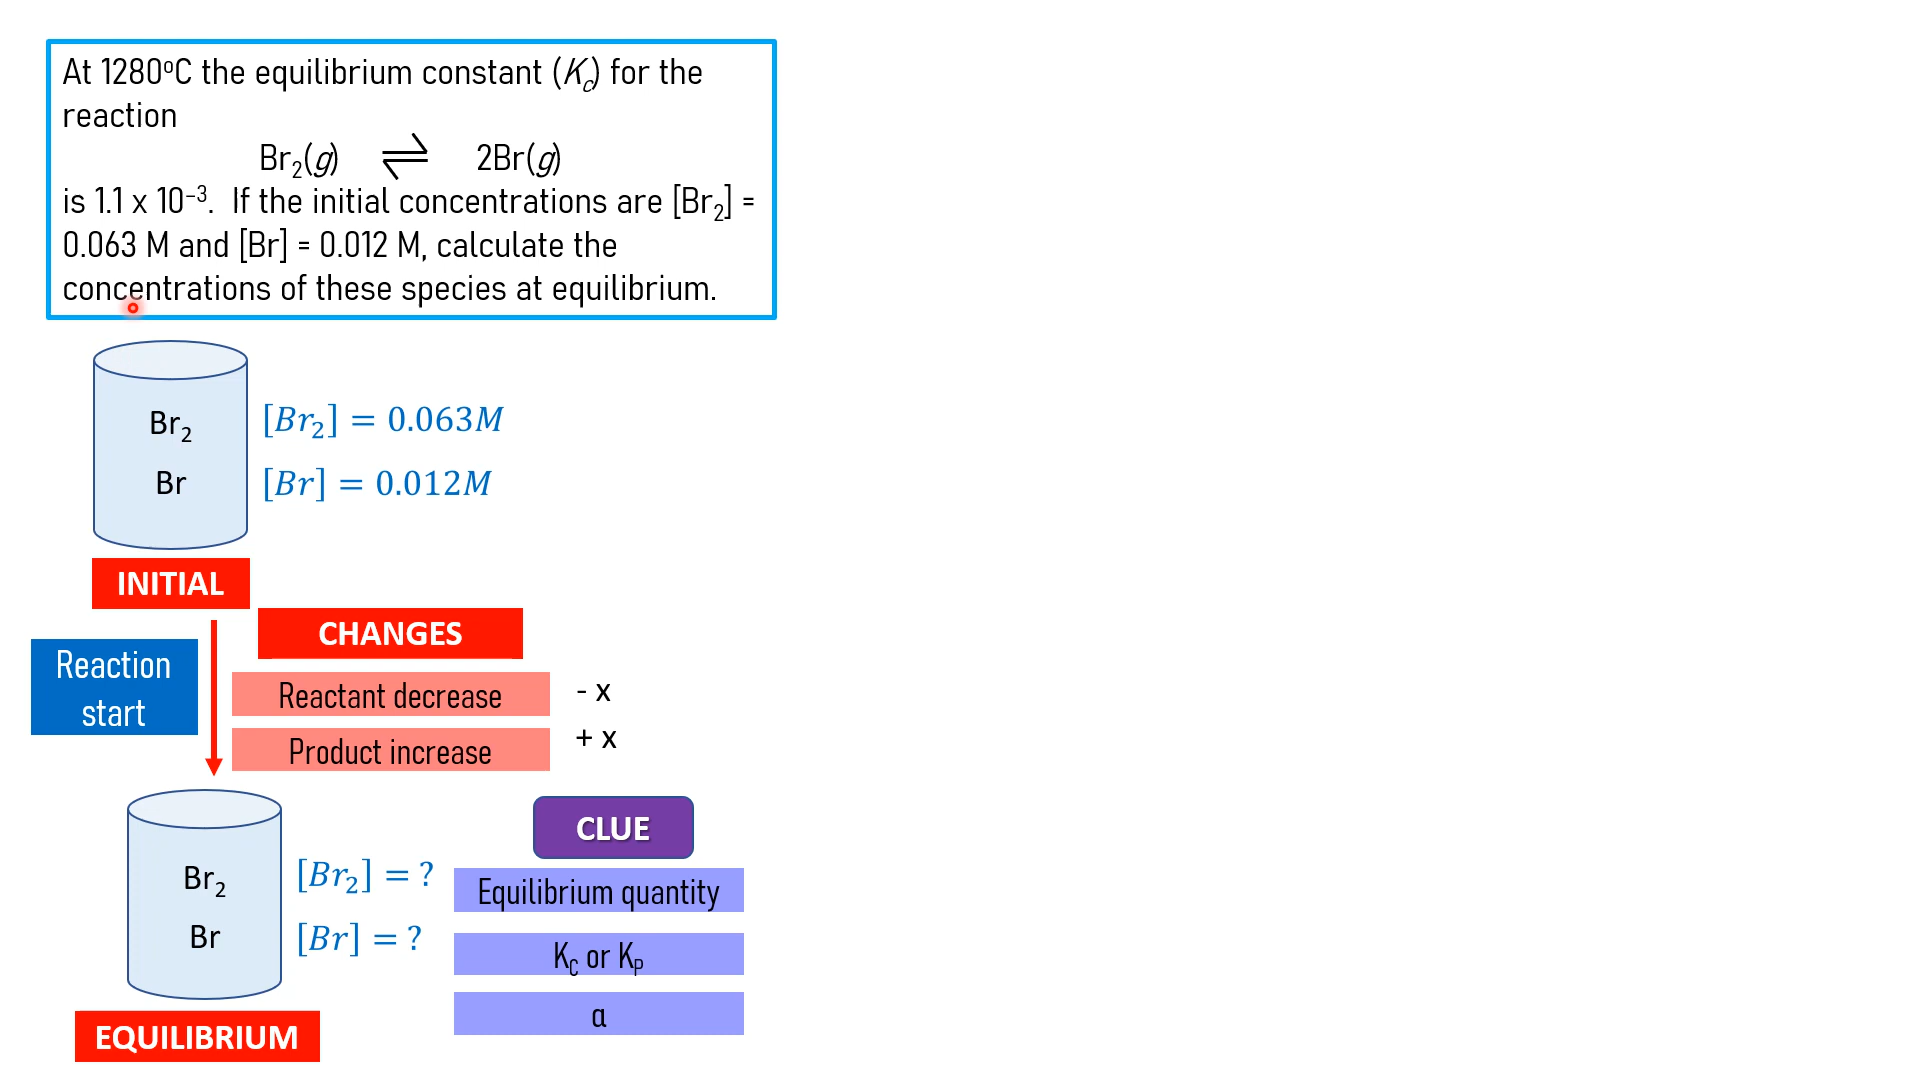 At 1280ºC the equilibrium constant (Kc) for the
reaction
Br₂(g) ⇌ 2Br(g)
is 1.1 x 10⁻³. If the initial concentrations are [Br₂] =
0.063 M and [Br] = 0.012 M, calculate the
concentrations of these species at equilibrium.
Br₂ [Br₂] = 0.063M
Br [Br] = 0.012M
INITIAL
CHANGES
Reaction
start
Reactant decrease - x
Product increase + x
CLUE
Br₂ [Br₂] = ?
Equilibrium quantity
Br [Br] = ?
K_C or K_P
α
EQUILIBRIUM